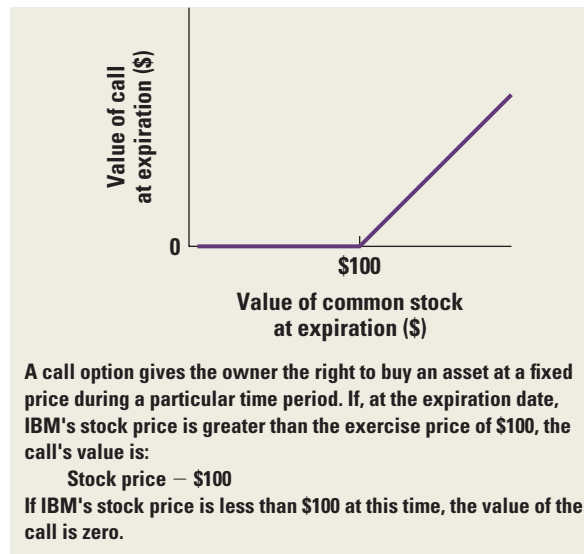 Value of call
at expiration ($)
0
$100
Value of common stock
at expiration ($)
A call option gives the owner the right to buy an asset at a fixed
price during a particular time period. If, at the expiration date,
IBM's stock price is greater than the exercise price of $100, the
call's value is:
Stock price − $100
If IBM's stock price is less than $100 at this time, the value of the
call is zero.